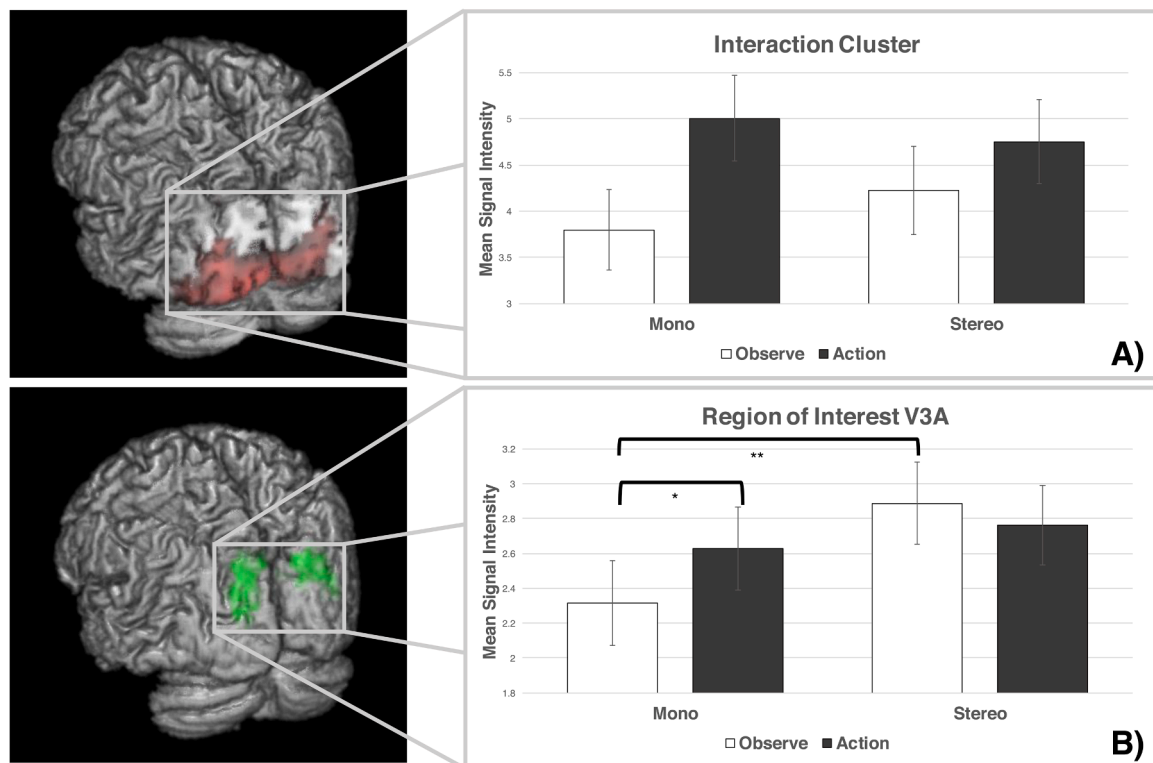 Interaction Cluster
Mean Signal Intensity
5.5
5
4.5
4
3.5
3
Mono Stereo
Observe Action
A)
Region of Interest V3A
Mean Signal Intensity
3.2
3
2.8
2.6
2.4
2.2
2
1.8
**
*
Mono Stereo
Observe Action
B)